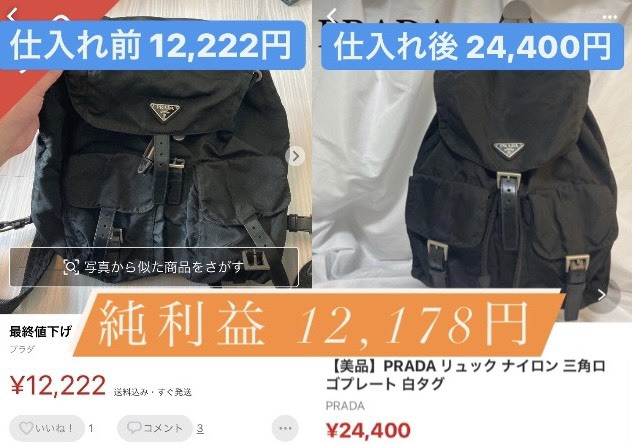 仕入れ前 12,222円
PRADA
写真から似た商品をさがす
最終値下げ
プラダ
¥12,222 送料込み・すぐ発送
いいね! 1 コメント 3
仕入れ後 24,400円
PRADA
PRADA
【美品】PRADA リュック ナイロン 三角ロ
ゴプレート 白タグ
PRADA
¥24,400
純利益 12,178円